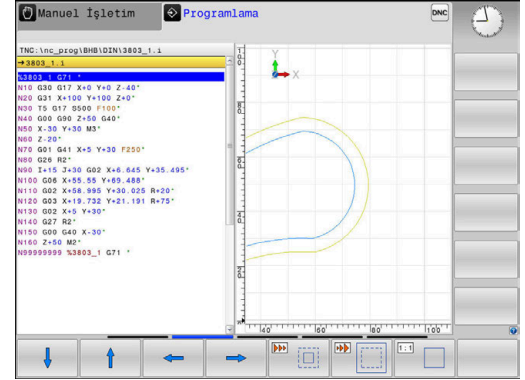 Manuel İşletim
Programlama
DNC
TNC:\nc_prog\BHB\DIN\3803_1.i
→3803_1.i
%3803_1 G71 *
N10 G30 G17 X+0 Y+0 Z-40*
N20 G31 X+100 Y+100 Z+0*
N30 T5 G17 S500 F100*
N40 G00 G90 Z+50 G40*
N50 X-30 Y+30 M3*
N60 Z-20*
N70 G01 G41 X+5 Y+30 F250*
N80 G26 R2*
N90 I+15 J+30 G02 X+6.645 Y+35.495*
N100 G06 X+55.55 Y+69.488*
N110 G02 X+58.995 Y+30.025 R+20*
N120 G03 X+19.732 Y+21.191 R+75*
N130 G02 X+5 Y+30*
N140 G27 R2*
N150 G00 G40 X-30*
N160 Z+50 M2*
N99999999 %3803_1 G71 *
Y
X
40
60
80
100
1:1